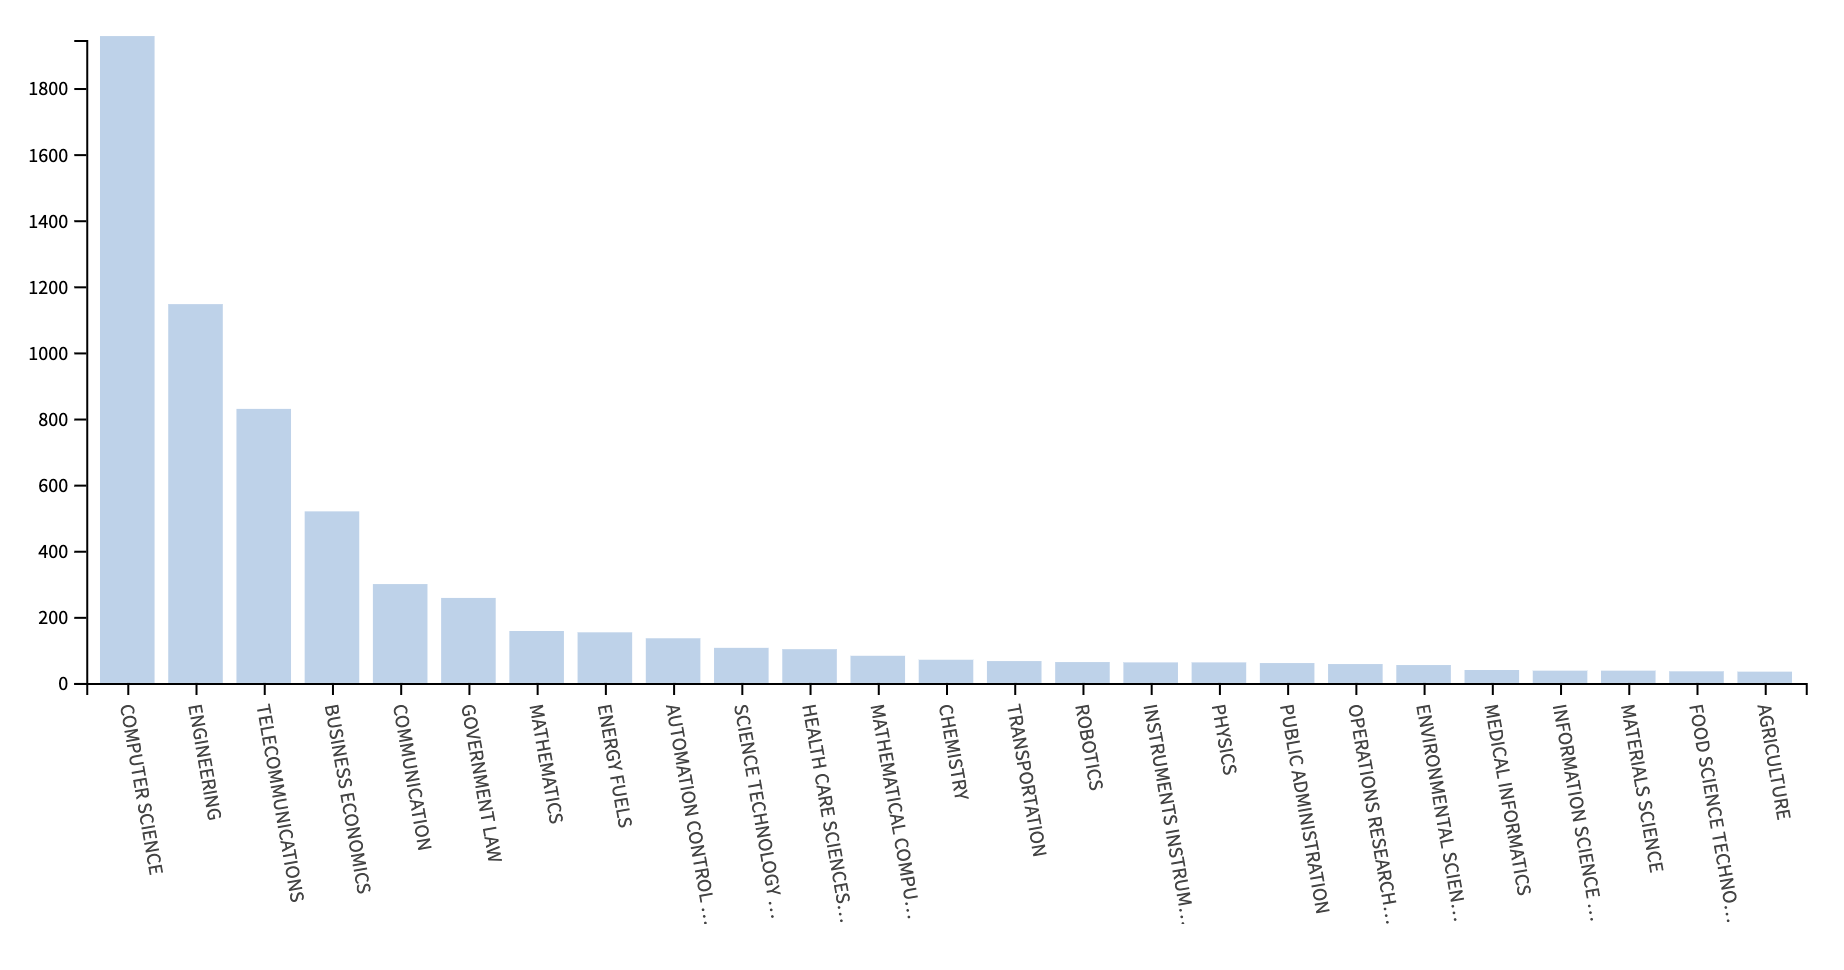 1800
1600
1400
1200
1000
800
600
400
200
0
COMPUTER SCIENCE
ENGINEERING
TELECOMMUNICATIONS
BUSINESS ECONOMICS
COMMUNICATION
GOVERNMENT LAW
MATHEMATICS
ENERGY FUELS
AUTOMATION CONTROL ...
SCIENCE TECHNOLOGY ...
HEALTH CARE SCIENCES...
MATHEMATICAL COMPU...
CHEMISTRY
TRANSPORTATION
ROBOTICS
INSTRUMENTS INSTRUM...
PHYSICS
PUBLIC ADMINISTRATION
OPERATIONS RESEARCH...
ENVIRONMENTAL SCIEN...
MEDICAL INFORMATICS
INFORMATION SCIENCE ...
MATERIALS SCIENCE
FOOD SCIENCE TECHNO...
AGRICULTURE